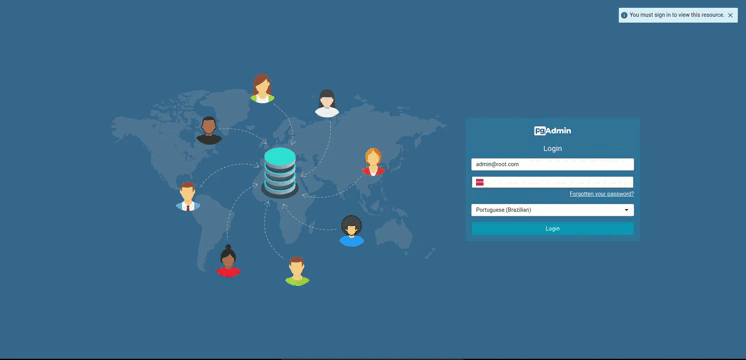 You must sign in to view this resource.
PgAdmin
Login
admin@root.com
Forgotten your password?
Portuguese (Brazilian)
Login